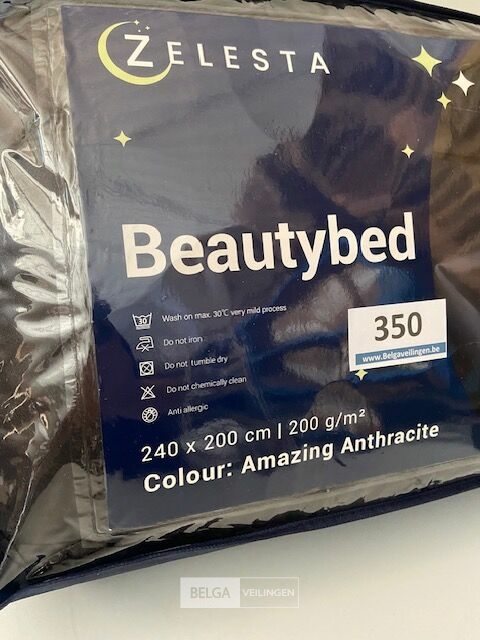 ZELESTA
Beautybed
30
Wash on max. 30°C very mild process
Do not iron
Do not tumble dry
Do not chemically clean
Anti allergic
350
www.Belgaveilingen.be
240 x 200 cm | 200 g/m²
Colour: Amazing Anthracite
BELGA VEILINGEN